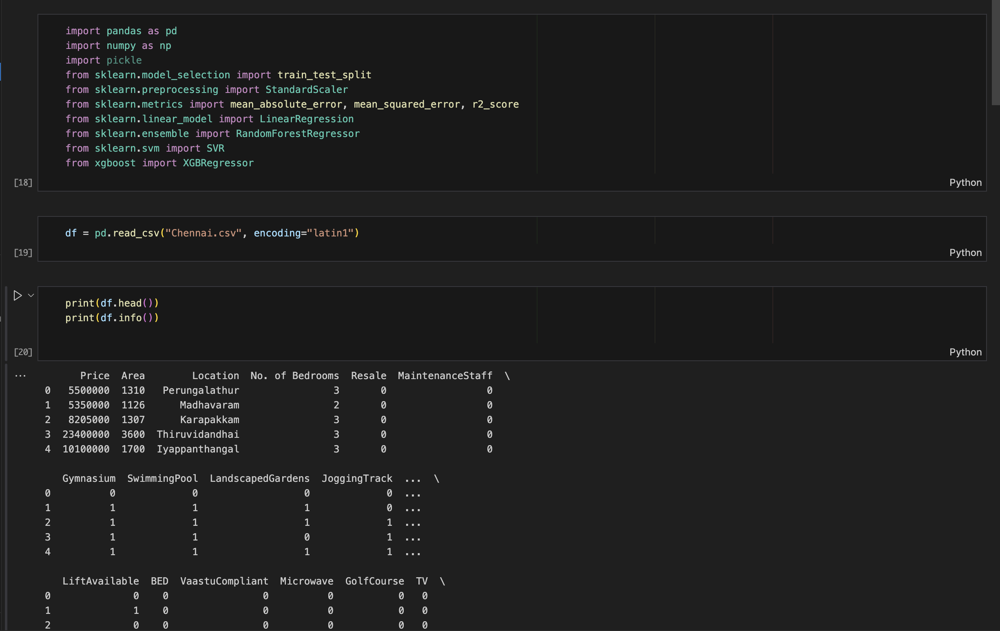 import pandas as pd
import numpy as np
import pickle
from sklearn.model_selection import train_test_split
from sklearn.preprocessing import StandardScaler
from sklearn.metrics import mean_absolute_error, mean_squared_error, r2_score
from sklearn.linear_model import LinearRegression
from sklearn.ensemble import RandomForestRegressor
from sklearn.svm import SVR
from xgboost import XGBRegressor
[18] Python
df = pd.read_csv("Chennai.csv", encoding="latin1")
[19] Python
print(df.head())
print(df.info())
[20] Python
... Price Area Location No. of Bedrooms Resale MaintenanceStaff \
0 5500000 1310 Perungalathur 3 0 0
1 5350000 1126 Madhavaram 2 0 0
2 8205000 1307 Karapakkam 3 0 0
3 23400000 3600 Thiruvidandhai 3 0 0
4 10100000 1700 Iyappanthangal 3 0 0
Gymnasium SwimmingPool LandscapedGardens JoggingTrack ... \
0 0 0 0 0 ...
1 1 1 1 0 ...
2 1 1 1 1 ...
3 1 1 0 1 ...
4 1 1 1 1 ...
LiftAvailable BED VaastuCompliant Microwave GolfCourse TV \
0 0 0 0 0 0 0
1 1 0 0 0 0 0
2 0 0 0 0 0 0